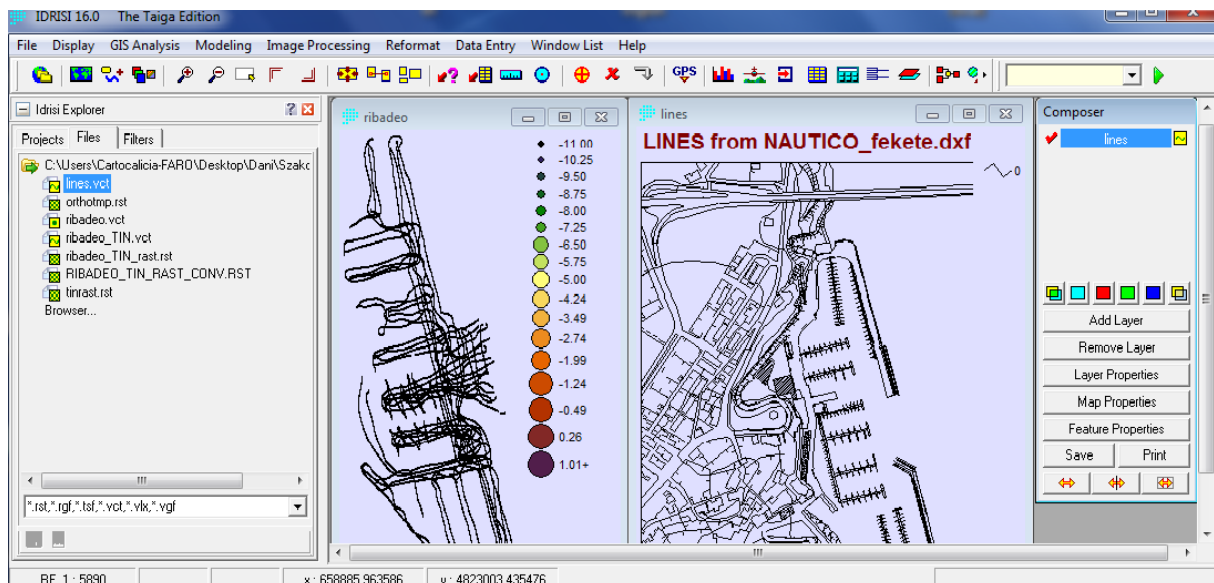 IDRISI 16.0 The Taiga Edition
File Display GIS Analysis Modeling Image Processing Reformat Data Entry Window List Help
GPS
Idrisi Explorer
Projects Files Filters
C:\Users\Cartocalicia-FARO\Desktop\Dani\Szakc
lines.vct
orthotmp.rst
ribadeo.vct
ribadeo_TIN.vct
ribadeo_TIN_rast.rst
RIBADEO_TIN_RAST_CONV.RST
tinrast.rst
Browser...
*.rst,*.rgf,*.tsf,*.vct,*.vlx,*.vgf
ribadeo
-11.00
-10.25
-9.50
-8.75
-8.00
-7.25
-6.50
-5.75
-5.00
-4.24
-3.49
-2.74
-1.99
-1.24
-0.49
0.26
1.01+
lines
LINES from NAUTICO_fekete.dxf
0
Composer
lines
Add Layer
Remove Layer
Layer Properties
Map Properties
Feature Properties
Save Print
RF 1 : 5890 x : 658885.963586 y : 4823003.435476